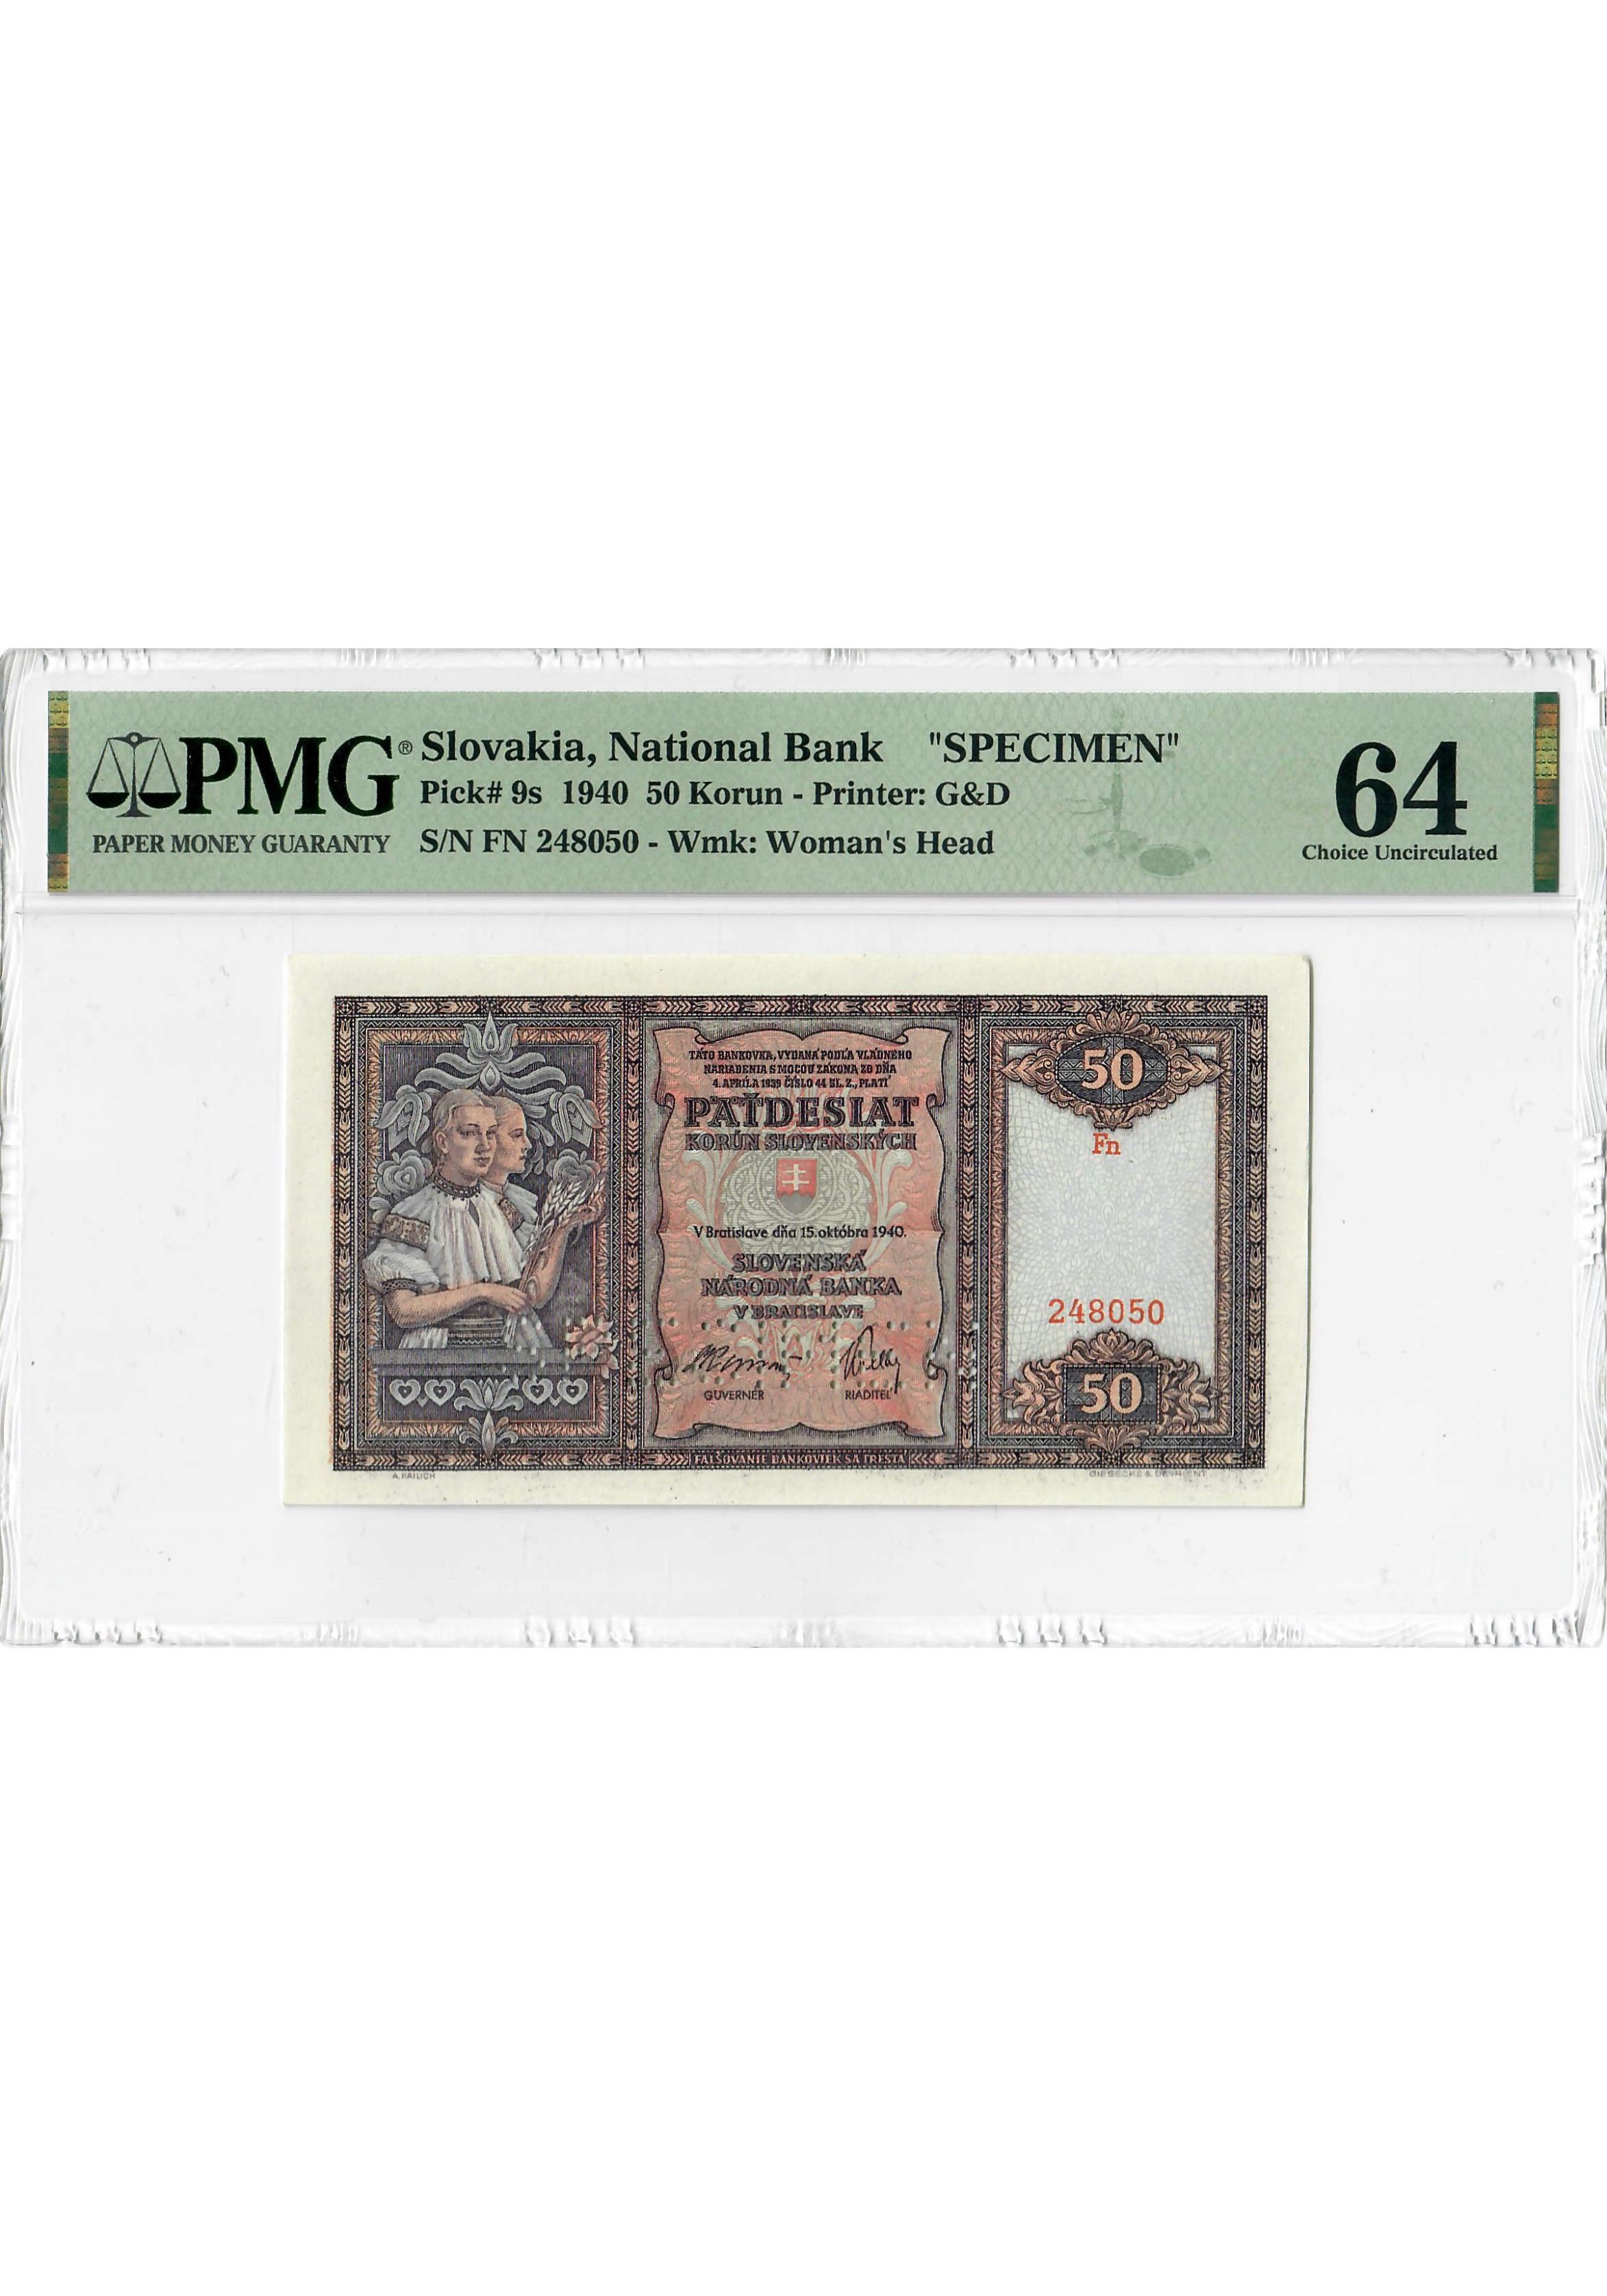 PMG®
PAPER MONEY GUARANTY
Slovakia, National Bank "SPECIMEN"
Pick# 9s 1940 50 Korun - Printer: G&D
S/N FN 248050 - Wmk: Woman's Head
64
Choice Uncirculated
TÁTO BANKOVKA, VYDANÁ PODĽA VLÁDNEHO
NARIADENIA S MOCOU ZÁKONA ZO DŇA
4. APRÍLA 1939 ČÍSLO 44 SL. Z., PLATÍ
PÄŤDESIAT
KORÚN SLOVENSKÝCH
V Bratislave dňa 15. októbra 1940.
SLOVENSKÁ
NÁRODNÁ BANKA
V BRATISLAVE
GUVERNÉR
RIADITEĽ
FALŠOVANIE BANKOVIEK SA TRESTÁ
50
Fn
248050
50
GIESECKE & DEVRIENT